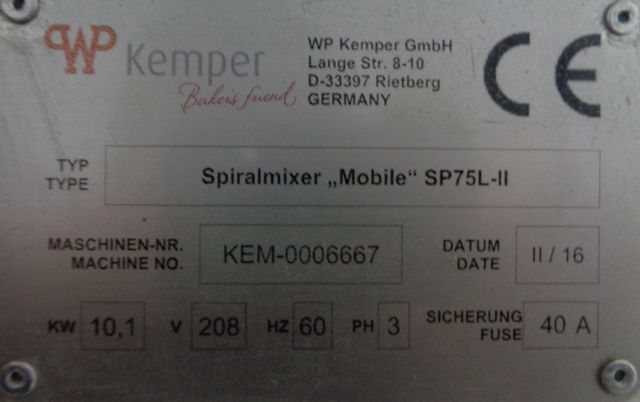 WP Kemper
Baker's friend
WP Kemper GmbH
Lange Str. 8-10
D-33397 Rietberg
GERMANY
CE
TYP
TYPE
Spiralmixer „Mobile“ SP75L-II
MASCHINEN-NR.
MACHINE NO.
KEM-0006667
DATUM
DATE
II / 16
KW 10,1 V 208 HZ 60 PH 3
SICHERUNG
FUSE
40 A